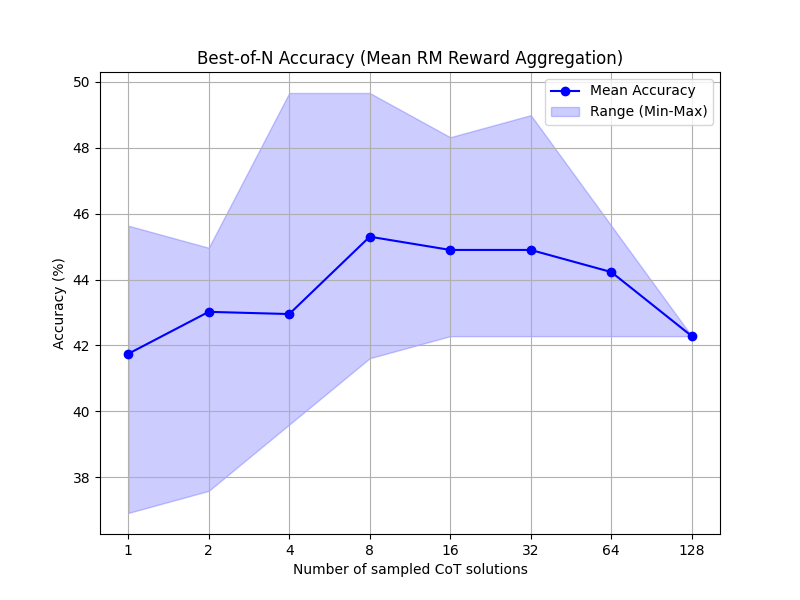 Best-of-N Accuracy (Mean RM Reward Aggregation)
Mean Accuracy
Range (Min-Max)
Accuracy (%)
50
48
46
44
42
40
38
1 2 4 8 16 32 64 128
Number of sampled CoT solutions